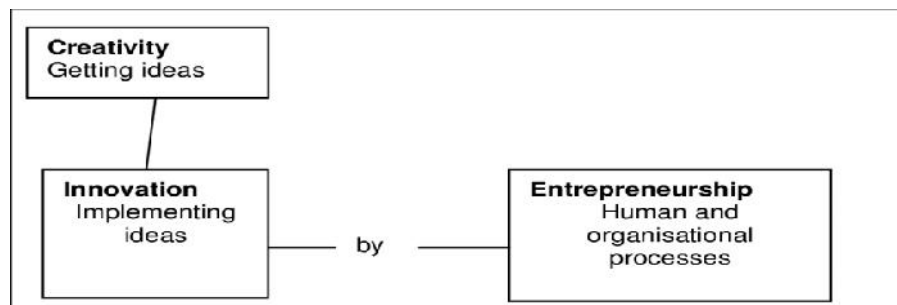 Creativity
Getting ideas
Innovation
Implementing
ideas
by
Entrepreneurship
Human and
organisational
processes